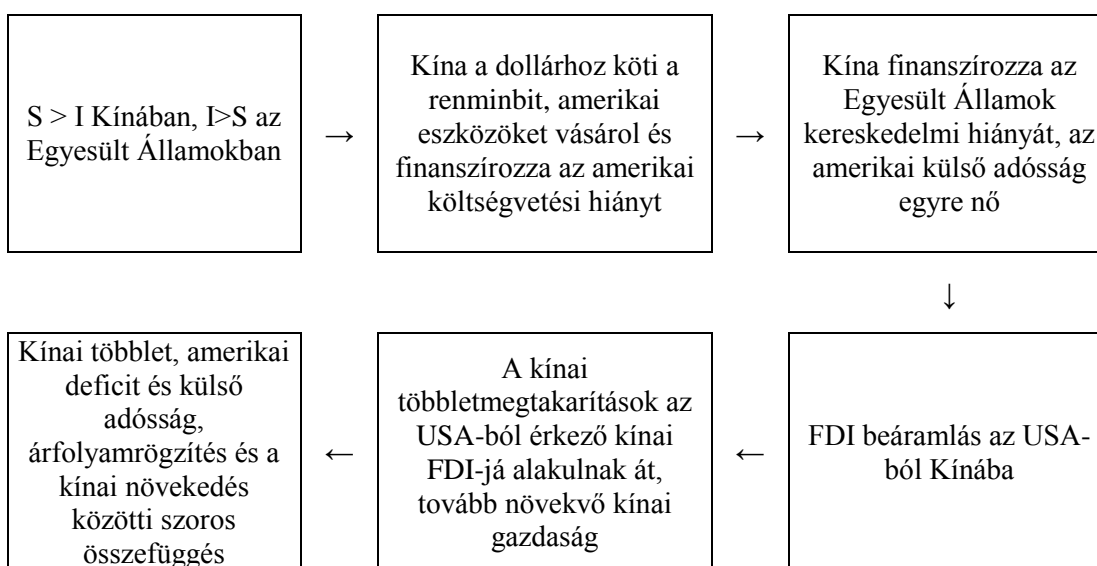 S > I Kínában, I>S az
Egyesült Államokban
→
Kína a dollárhoz köti a
renminbit, amerikai
eszközöket vásárol és
finanszírozza az amerikai
költségvetési hiányt
→
Kína finanszírozza az
Egyesült Államok
kereskedelmi hiányát, az
amerikai külső adósság
egyre nő
↓
FDI beáramlás az USA-
ból Kínába
←
A kínai
többletmegtakarítások az
USA-ból érkező kínai
FDI-já alakulnak át,
tovább növekvő kínai
gazdaság
←
Kínai többlet, amerikai
deficit és külső
adósság,
árfolyamrögzítés és a
kínai növekedés
közötti szoros
összefüggés